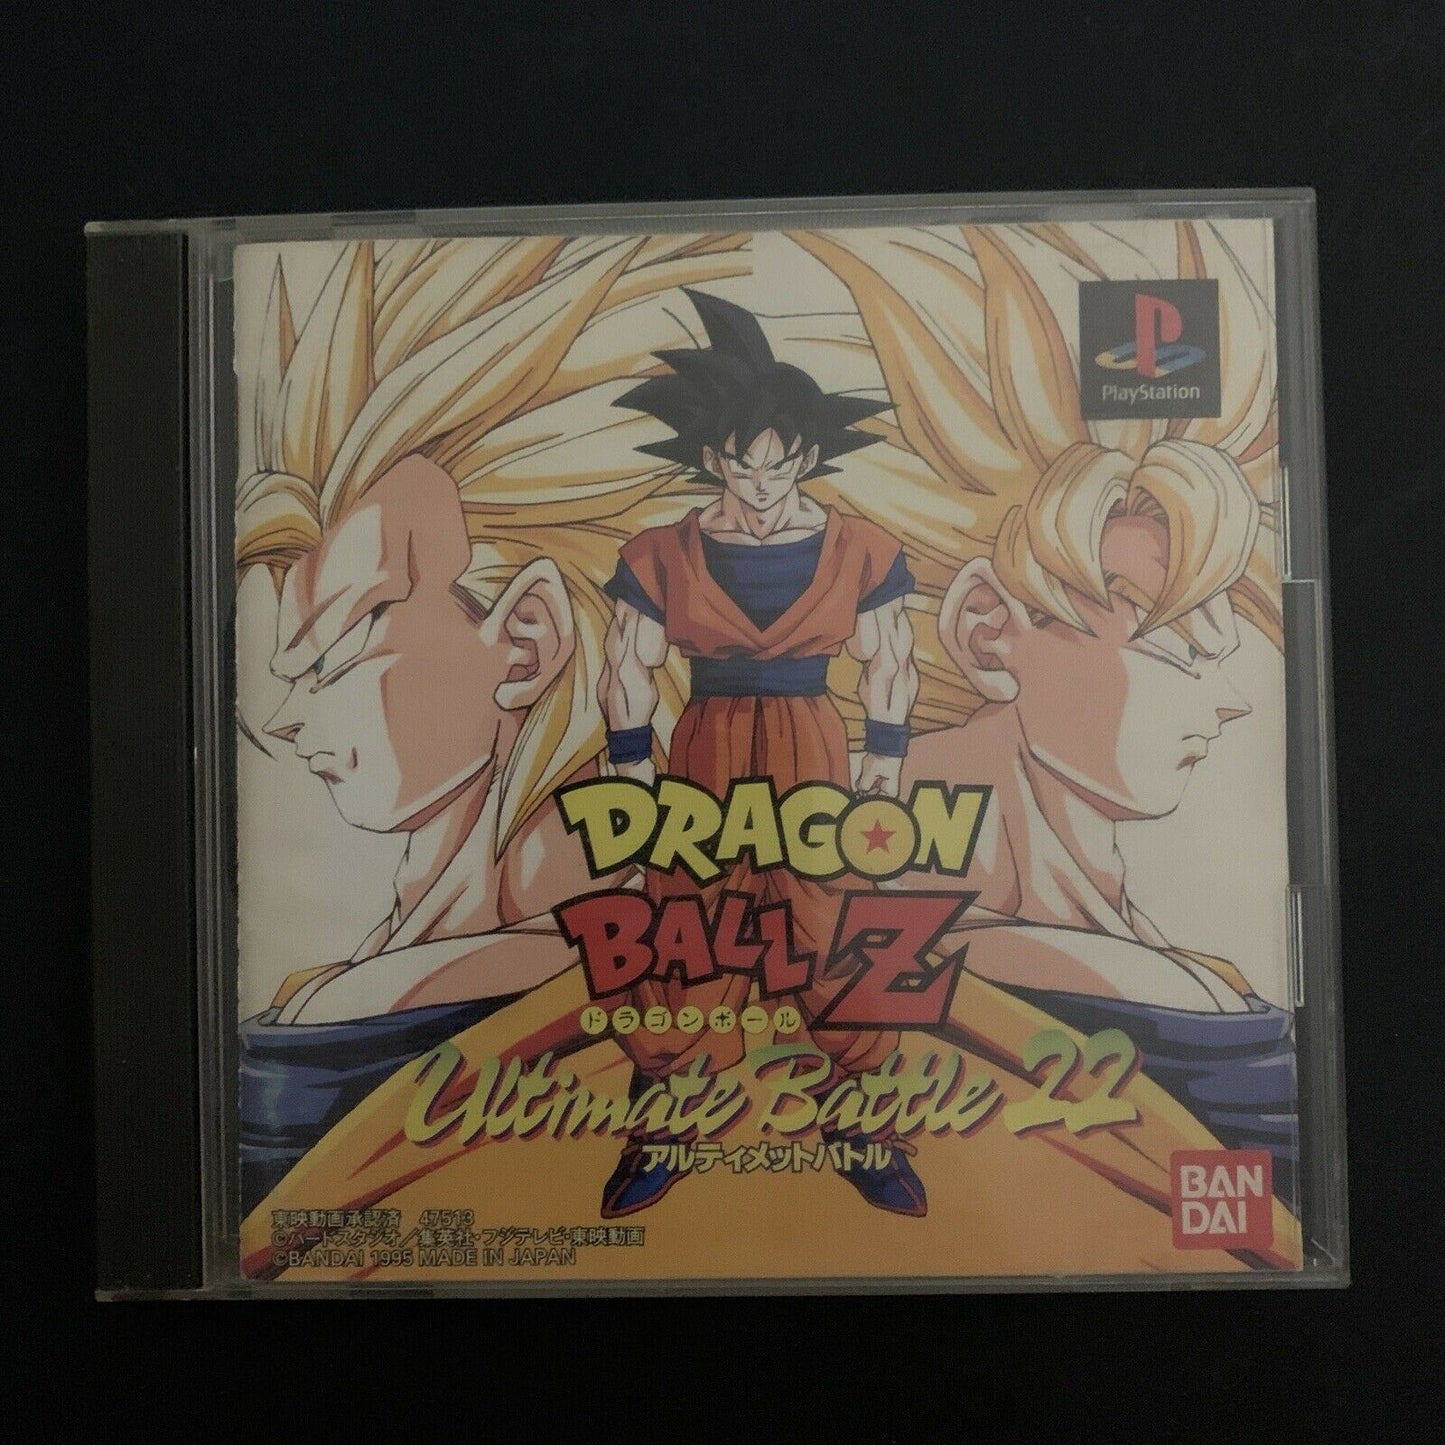 PlayStation
DRAGON
BALL Z
ドラゴンボール
Ultimate Battle 22
アルティメットバトル
BAN
DAI
東映動画承認済 47513
©バードスタジオ/集英社・フジテレビ・東映動画
©BANDAI 1995 MADE IN JAPAN